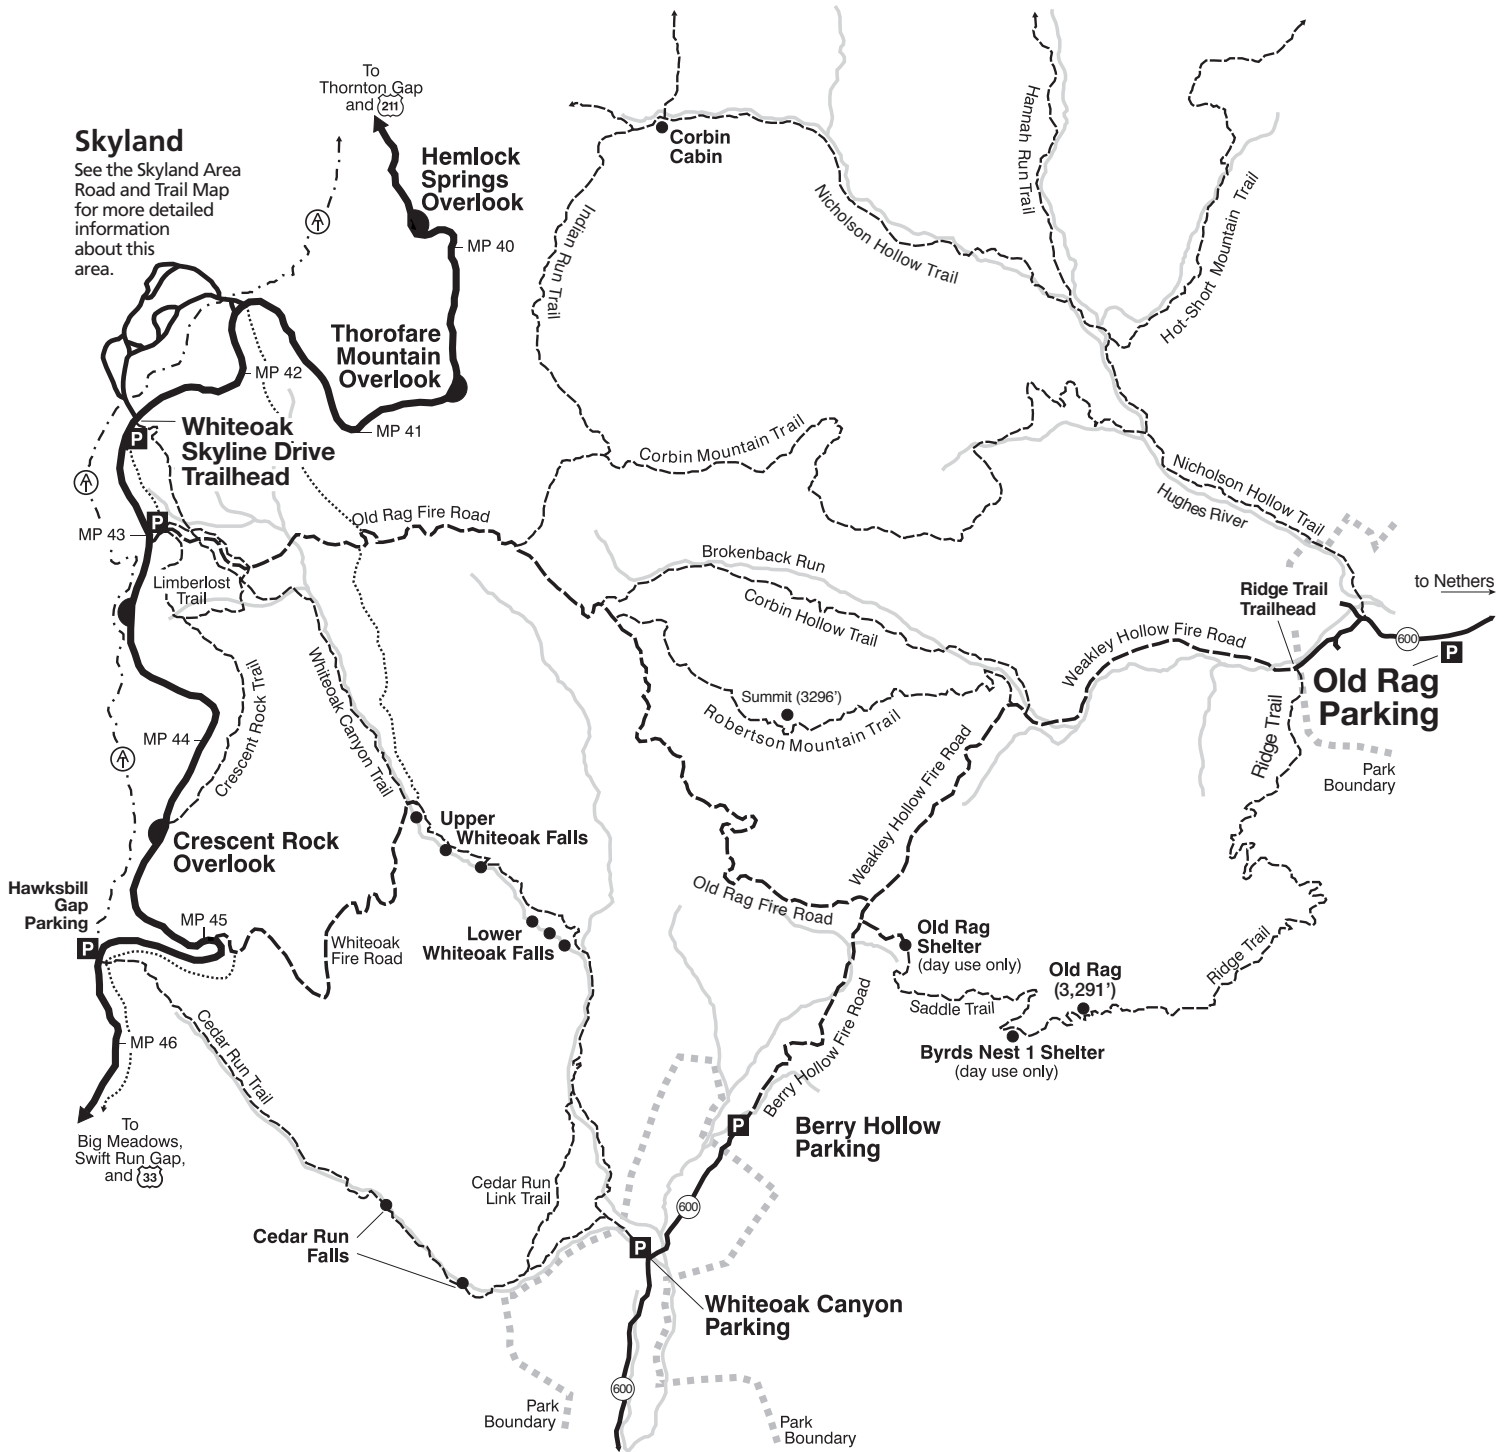 To
Thornton Gap
and 211
Skyland
See the Skyland Area
Road and Trail Map
for more detailed
information
about this
area.
Hemlock
Springs
Overlook
MP 40
Corbin
Cabin
Hannah Run Trail
Nicholson Hollow Trail
Hot-Short Mountain Trail
Indian Run Trail
Thorofare
Mountain
Overlook
MP 42
MP 41
P
Whiteoak
Skyline Drive
Trailhead
Corbin Mountain Trail
Nicholson Hollow Trail
Hughes River
P
MP 43
Old Rag Fire Road
Limberlost
Trail
Brokenback Run
Corbin Hollow Trail
Ridge Trail
Trailhead
to Nethers
600
P
Old Rag
Parking
Weakley Hollow Fire Road
Whiteoak Canyon Trail
Crescent Rock Trail
Summit (3296')
Robertson Mountain Trail
Ridge Trail
Park
Boundary
MP 44
Weakley Hollow Fire Road
Crescent Rock
Overlook
Upper
Whiteoak Falls
Hawksbill
Gap
Parking
P
MP 45
Whiteoak
Fire Road
Lower
Whiteoak Falls
Old Rag Fire Road
Old Rag
Shelter
(day use only)
Old Rag
(3,291')
Ridge Trail
Saddle Trail
Byrds Nest 1 Shelter
(day use only)
MP 46
Cedar Run Trail
Berry Hollow Fire Road
To
Big Meadows,
Swift Run Gap,
and 33
P
Berry Hollow
Parking
Cedar Run
Link Trail
600
Cedar Run
Falls
P
Whiteoak Canyon
Parking
600
Park
Boundary
Park
Boundary